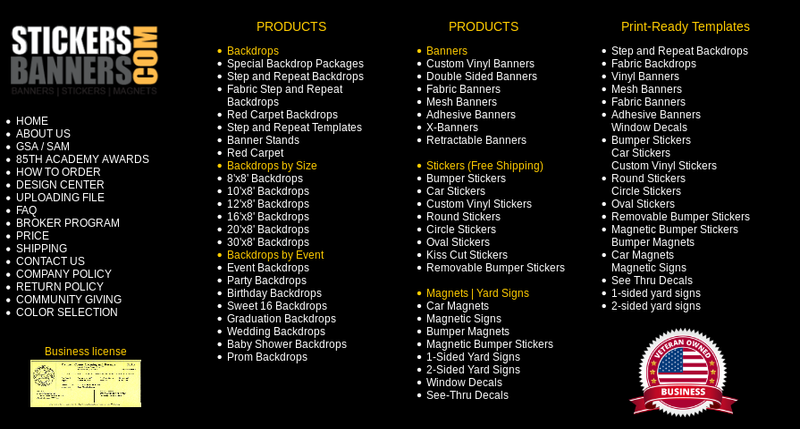 STICKERS
BANNERS
COM
BANNERS | STICKERS | MAGNETS
HOME
ABOUT US
GSA / SAM
85TH ACADEMY AWARDS
HOW TO ORDER
DESIGN CENTER
UPLOADING FILE
FAQ
BROKER PROGRAM
PRICE
SHIPPING
CONTACT US
COMPANY POLICY
RETURN POLICY
COMMUNITY GIVING
COLOR SELECTION
Business license
PRODUCTS
Backdrops
Special Backdrop Packages
Step and Repeat Backdrops
Fabric Step and Repeat
Backdrops
Red Carpet Backdrops
Step and Repeat Templates
Banner Stands
Red Carpet
Backdrops by Size
8'x8' Backdrops
10'x8' Backdrops
12'x8' Backdrops
16'x8' Backdrops
20'x8' Backdrops
30'x8' Backdrops
Backdrops by Event
Event Backdrops
Party Backdrops
Birthday Backdrops
Sweet 16 Backdrops
Graduation Backdrops
Wedding Backdrops
Baby Shower Backdrops
Prom Backdrops
PRODUCTS
Banners
Custom Vinyl Banners
Double Sided Banners
Fabric Banners
Mesh Banners
Adhesive Banners
X-Banners
Retractable Banners
Stickers (Free Shipping)
Bumper Stickers
Car Stickers
Custom Vinyl Stickers
Round Stickers
Circle Stickers
Oval Stickers
Kiss Cut Stickers
Removable Bumper Stickers
Magnets | Yard Signs
Car Magnets
Magnetic Signs
Bumper Magnets
Magnetic Bumper Stickers
1-Sided Yard Signs
2-Sided Yard Signs
Window Decals
See-Thru Decals
Print-Ready Templates
Step and Repeat Backdrops
Fabric Backdrops
Vinyl Banners
Mesh Banners
Fabric Banners
Adhesive Banners
Window Decals
Bumper Stickers
Car Stickers
Custom Vinyl Stickers
Round Stickers
Circle Stickers
Oval Stickers
Removable Bumper Stickers
Magnetic Bumper Stickers
Bumper Magnets
Car Magnets
Magnetic Signs
See Thru Decals
1-sided yard signs
2-sided yard signs
VETERAN OWNED
BUSINESS